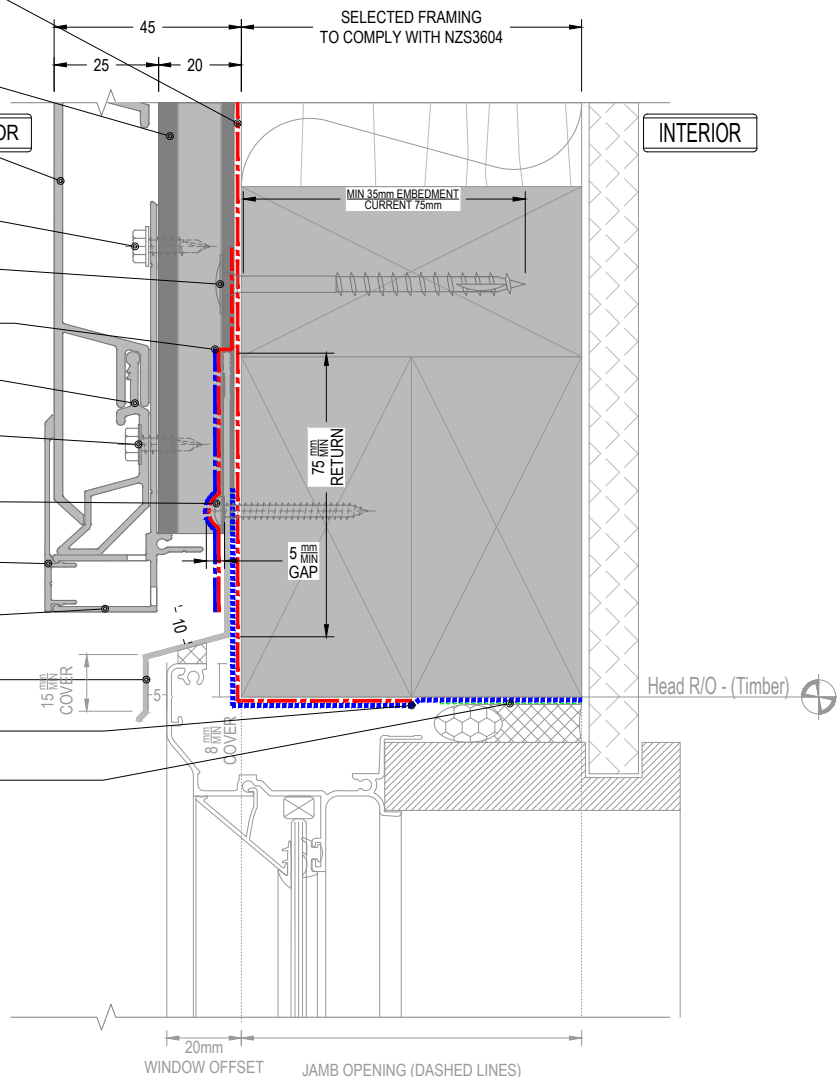 SELECTED FRAMING
TO COMPLY WITH NZS3604
45
25
20
OR
INTERIOR
MIN 35mm EMBEDMENT
CURRENT 75mm
75 mm
MIN
RETURN
5 mm
MIN
GAP
10
15 mm
MIN
COVER
5
8 mm
MIN
COVER
Head R/O - (Timber)
20mm
WINDOW OFFSET
JAMB OPENING (DASHED LINES)